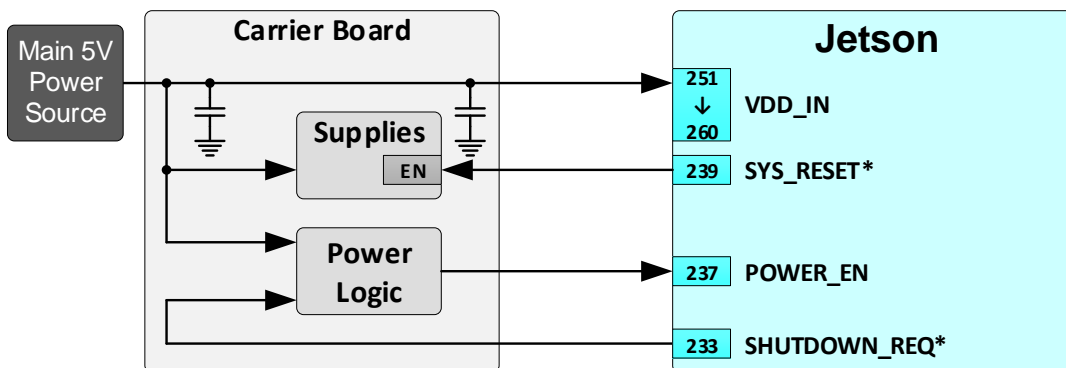 Main 5V
Power
Source
Carrier Board
Supplies
EN
Power
Logic
Jetson
251
↓
260
VDD_IN
239
SYS_RESET*
237
POWER_EN
233
SHUTDOWN_REQ*